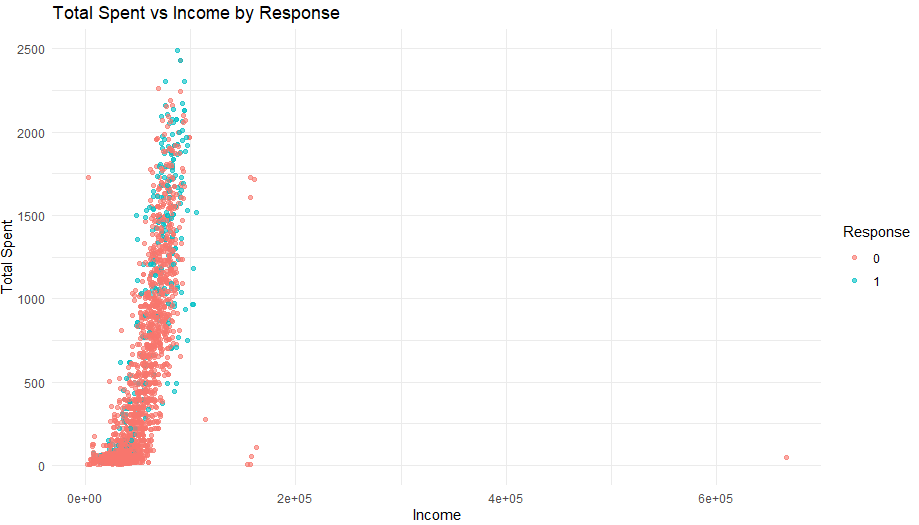 Total Spent vs Income by Response
2500
2000
1500
1000
500
0
Total Spent
0e+00 2e+05 4e+05 6e+05
Income
Response
0
1